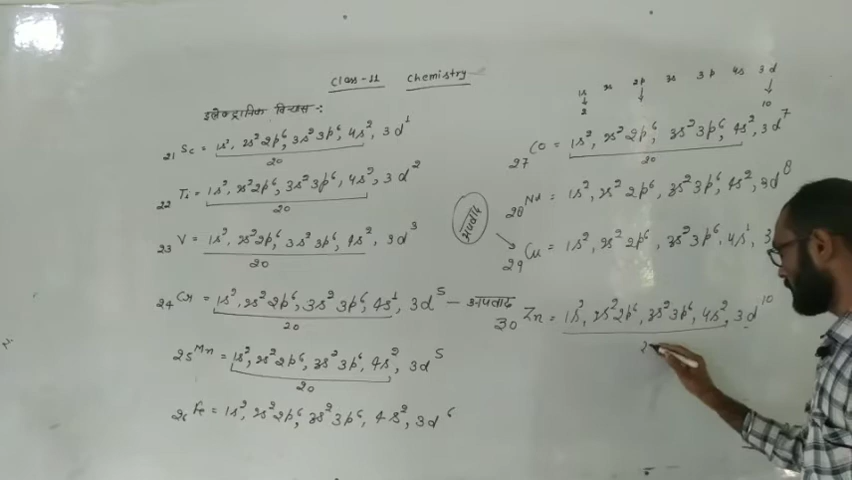 Class-11 Chemistry
इलेक्ट्रॉनिक विन्यास :-
21 Sc = 1s², 2s² 2p⁶, 3s² 3p⁶, 4s², 3d¹
20
22 Ti = 1s², 2s² 2p⁶, 3s² 3p⁶, 4s², 3d²
20
23 V = 1s², 2s² 2p⁶, 3s² 3p⁶, 4s², 3d³
20
24 Cr = 1s², 2s² 2p⁶, 3s² 3p⁶, 4s¹, 3d⁵ – अपवाद
20
25 Mn = 1s², 2s² 2p⁶, 3s² 3p⁶, 4s², 3d⁵
20
26 Fe = 1s², 2s² 2p⁶, 3s² 3p⁶, 4s², 3d⁶
1s 2s 2p 3s 3p 4s 3d
↓ ↓ ↓
2 10
27 Co = 1s², 2s² 2p⁶, 3s² 3p⁶, 4s², 3d⁷
20
28 Nd = 1s², 2s² 2p⁶, 3s² 3p⁶, 4s², 3d⁸
अपवाद →
29 Cu = 1s², 2s² 2p⁶, 3s² 3p⁶, 4s¹, 3
30 Zn = 1s², 2s² 2p⁶, 3s² 3p⁶, 4s², 3d¹⁰
2